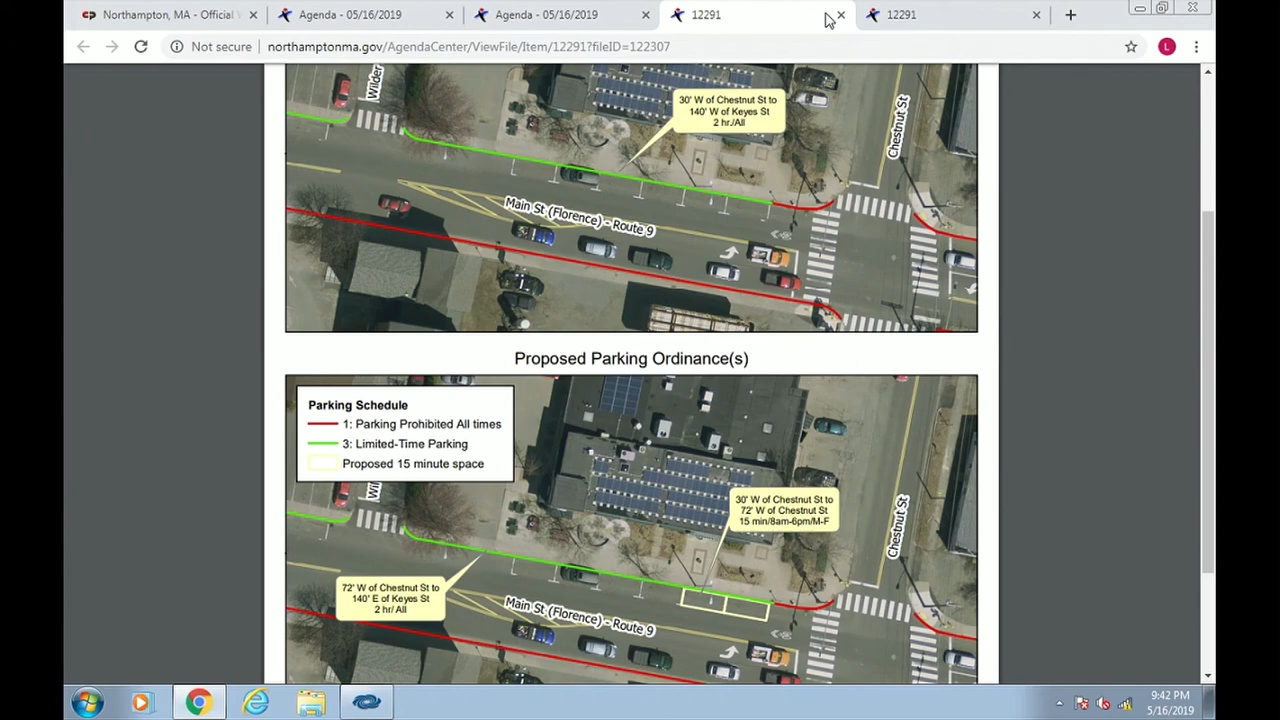 Northampton, MA - Official
Agenda - 05/16/2019
Agenda - 05/16/2019
12291
12291
Not secure
northamptonma.gov/AgendaCenter/ViewFile/Item/12291?fileID=122307
L
Wilder
30' W of Chestnut St to
140' W of Keyes St
2 hr./All
Chestnut St
Main St (Florence) - Route 9
Proposed Parking Ordinance(s)
Parking Schedule
1: Parking Prohibited All times
3: Limited-Time Parking
Proposed 15 minute space
Wil
30' W of Chestnut St to
72' W of Chestnut St
15 min/8am-6pm/M-F
Chestnut St
72' W of Chestnut St to
140' E of Keyes St
2 hr/ All
Main St (Florence) - Route 9
9:42 PM
5/16/2019